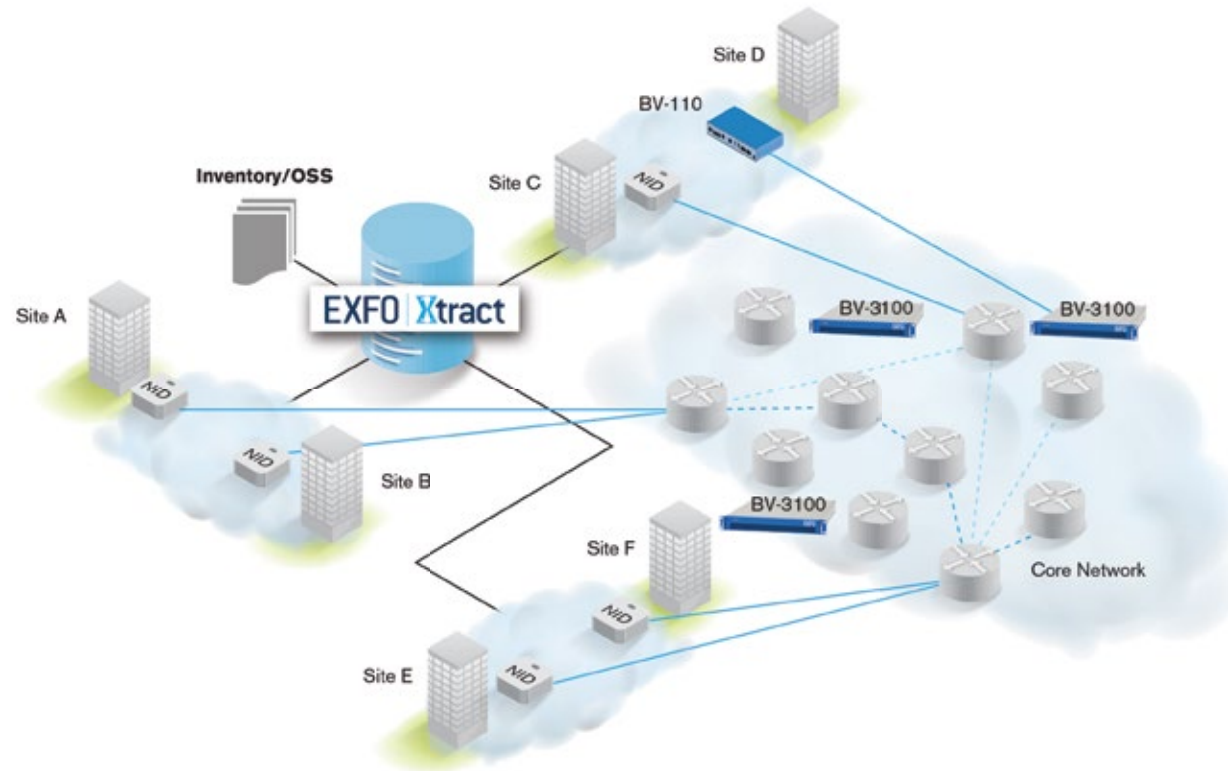 Site D
BV-110
Inventory/OSS
Site C
NID
EXFO Xtract
Site A
BV-3100
BV-3100
NID
NID
Site B
BV-3100
Site F
Core Network
NID
Site E
NID